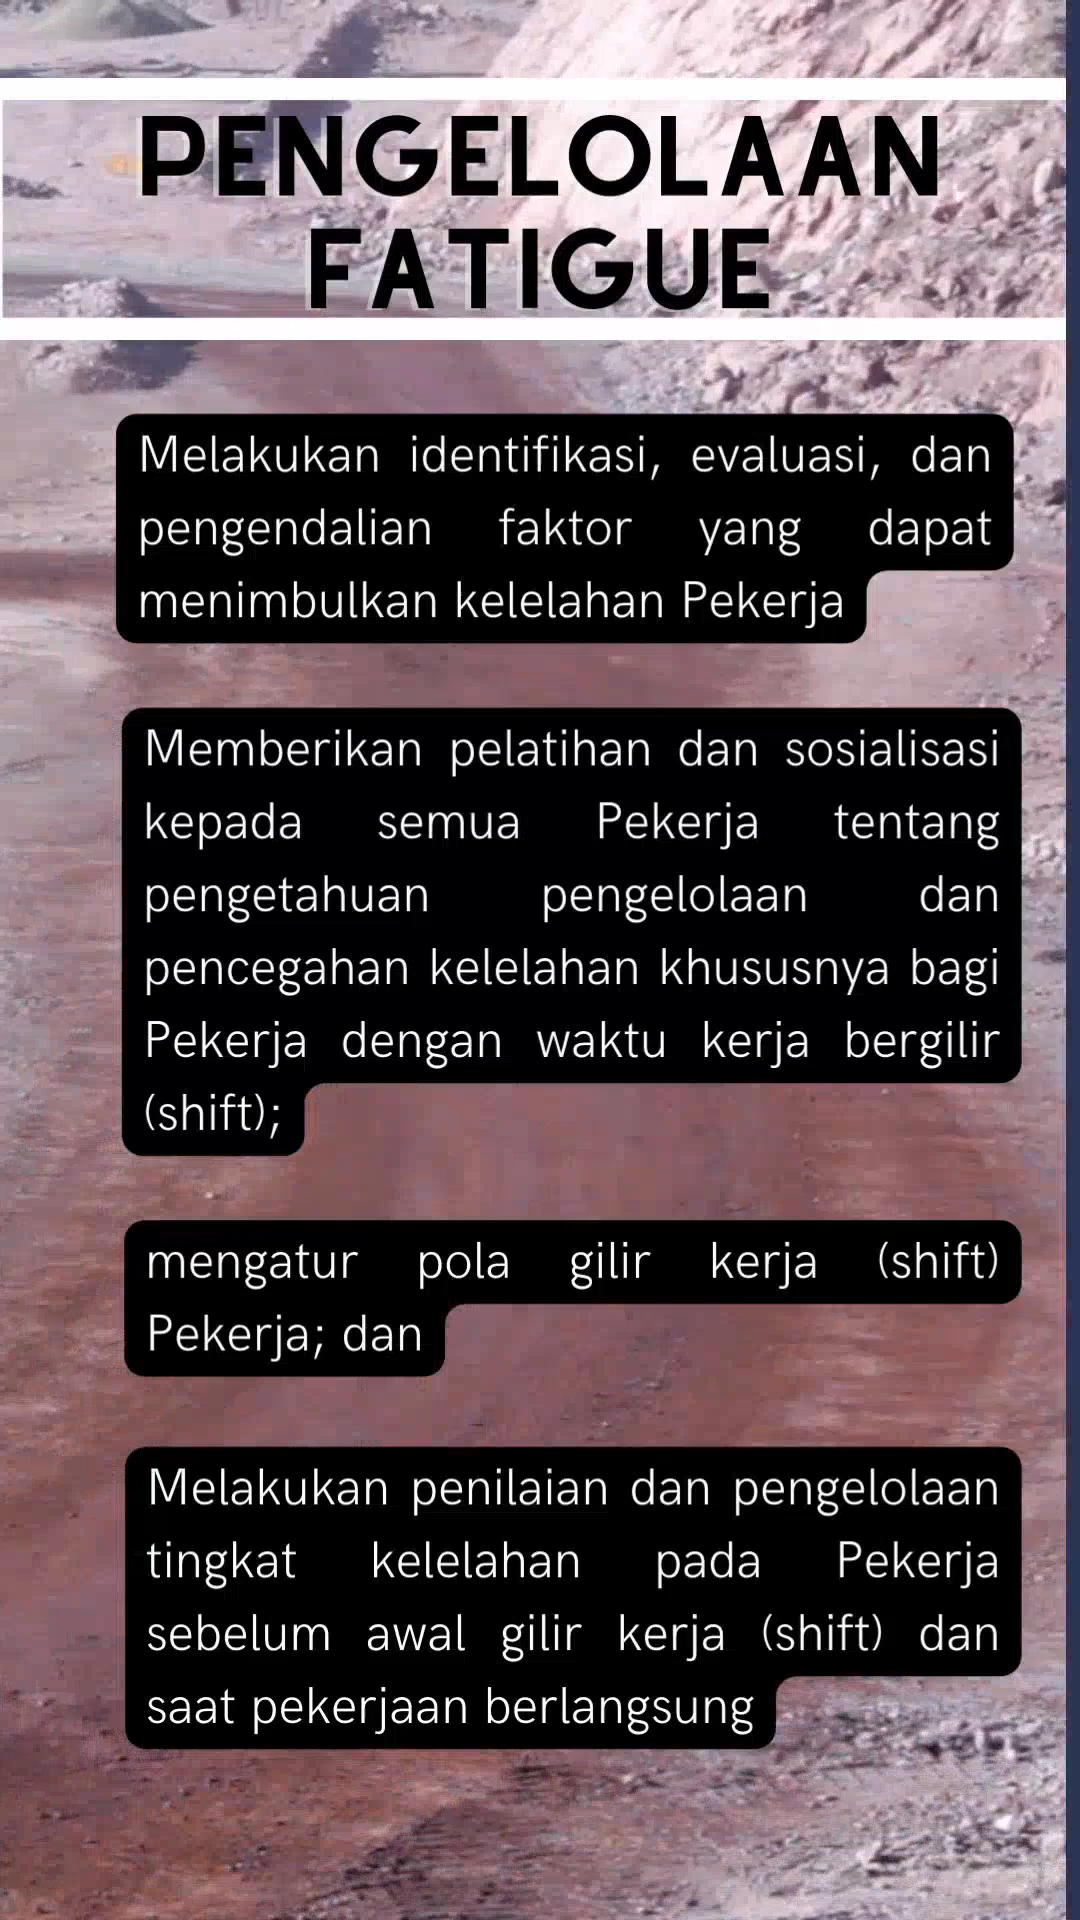 PENGELOLAAN
FATIGUE
Melakukan identifikasi, evaluasi, dan
pengendalian faktor yang dapat
menimbulkan kelelahan Pekerja
Memberikan pelatihan dan sosialisasi
kepada semua Pekerja tentang
pengetahuan pengelolaan dan
pencegahan kelelahan khususnya bagi
Pekerja dengan waktu kerja bergilir
(shift);
mengatur pola gilir kerja (shift)
Pekerja; dan
Melakukan penilaian dan pengelolaan
tingkat kelelahan pada Pekerja
sebelum awal gilir kerja (shift) dan
saat pekerjaan berlangsung